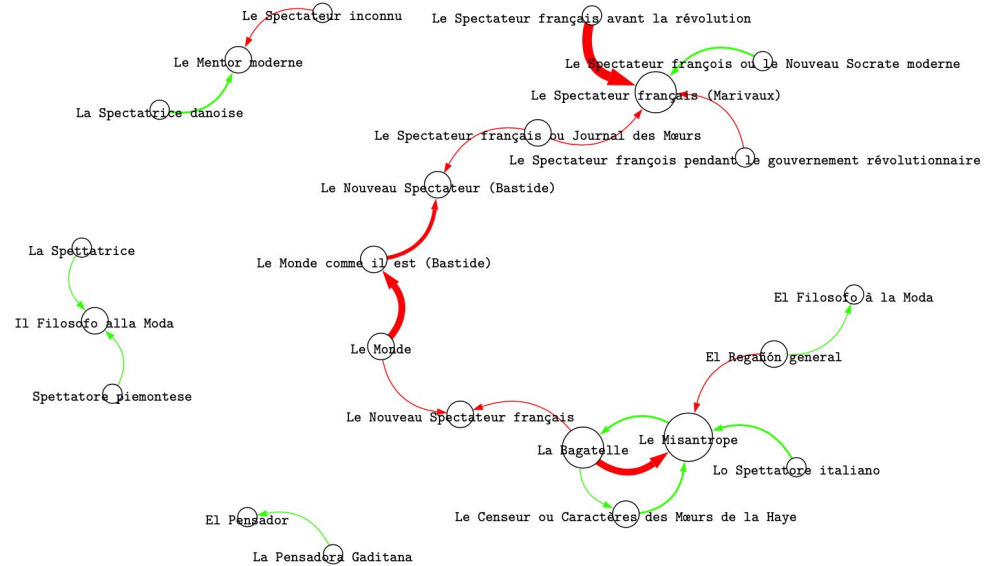 Le Spectateur inconnu
Le Spectateur français avant la révolution
Le Mentor moderne
Le Spectateur françois ou le Nouveau Socrate moderne
Le Spectateur français (Marivaux)
La Spectatrice danoise
Le Spectateur français ou Journal des Mœurs
Le Spectateur françois pendant le gouvernement révolutionnaire
Le Nouveau Spectateur (Bastide)
La Spettatrice
Le Monde comme il est (Bastide)
El Filosofo à la Moda
Il Filosofo alla Moda
Le Monde
El Regañón general
Spettatore piemontese
Le Nouveau Spectateur français
Le Misantrope
La Bagatelle
Lo Spettatore italiano
Le Censeur ou Caractères des Mœurs de la Haye
El Pensador
La Pensadora Gaditana